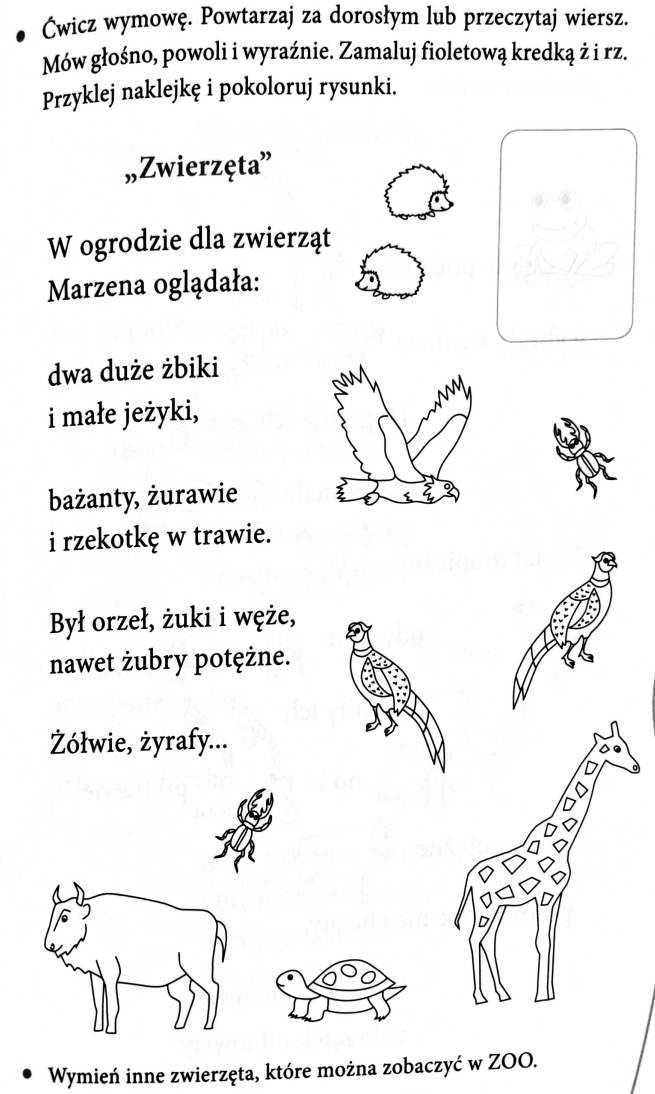 • Ćwicz wymowę. Powtarzaj za dorosłym lub przeczytaj wiersz.
Mów głośno, powoli i wyraźnie. Zamaluj fioletową kredką ż i rz.
Przyklej naklejkę i pokoloruj rysunki.
„Zwierzęta”
W ogrodzie dla zwierząt
Marzena oglądała:
dwa duże żbiki
i małe jeżyki,
bażanty, żurawie
i rzekotkę w trawie.
Był orzeł, żuki i węże,
nawet żubry potężne.
Żółwie, żyrafy...
• Wymień inne zwierzęta, które można zobaczyć w ZOO.